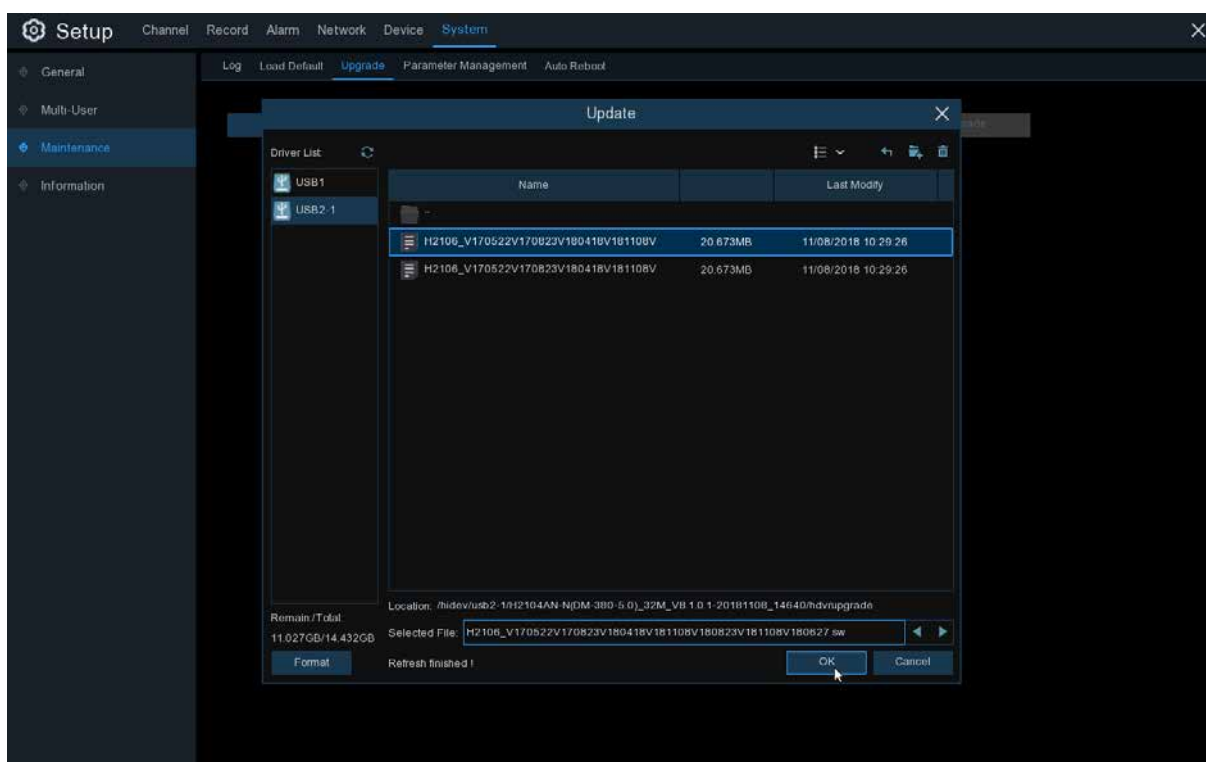 Setup Channel Record Alarm Network Device System
General
Multi-User
Maintenance
Information
Log Load Default Upgrade Parameter Management Auto Reboot
Update
Driver List
USB1
USB2-1
Name Last Modify
H2106_V170522V170823V180418V181108V 20.673MB 11/08/2018 10:29:26
H2106_V170522V170823V180418V181108V 20.673MB 11/08/2018 10:29:26
Remain/Total
11.027GB/14.432GB
Format
Location: /hidev/usb2-1/H2104AN-N(DM-380-5.0)_32M_V8.1.0.1-20181108_14640/hdvrupgrade
Selected File: H2106_V170522V170823V180418V181108V180823V181108V180627.sw
Refresh finished !
OK Cancel